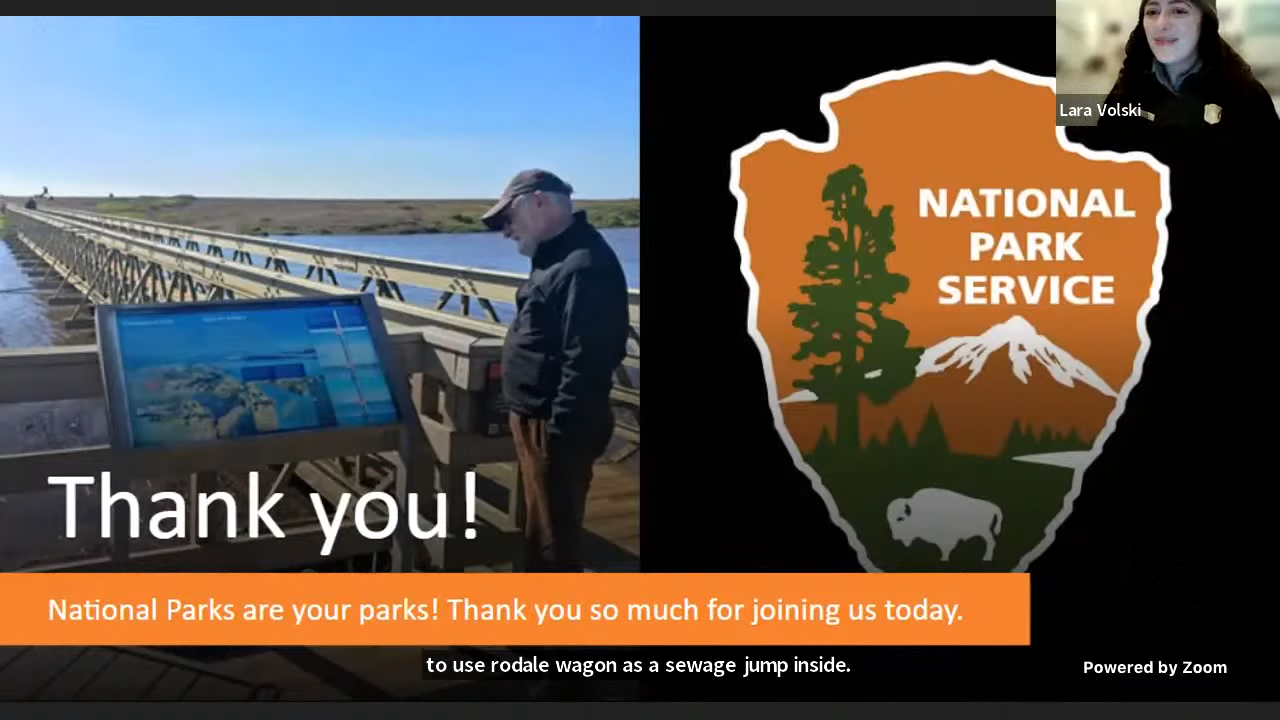 Lara Volski
NATIONAL
PARK
SERVICE
Thank you!
National Parks are your parks! Thank you so much for joining us today.
to use rodale wagon as a sewage jump inside.
Powered by Zoom